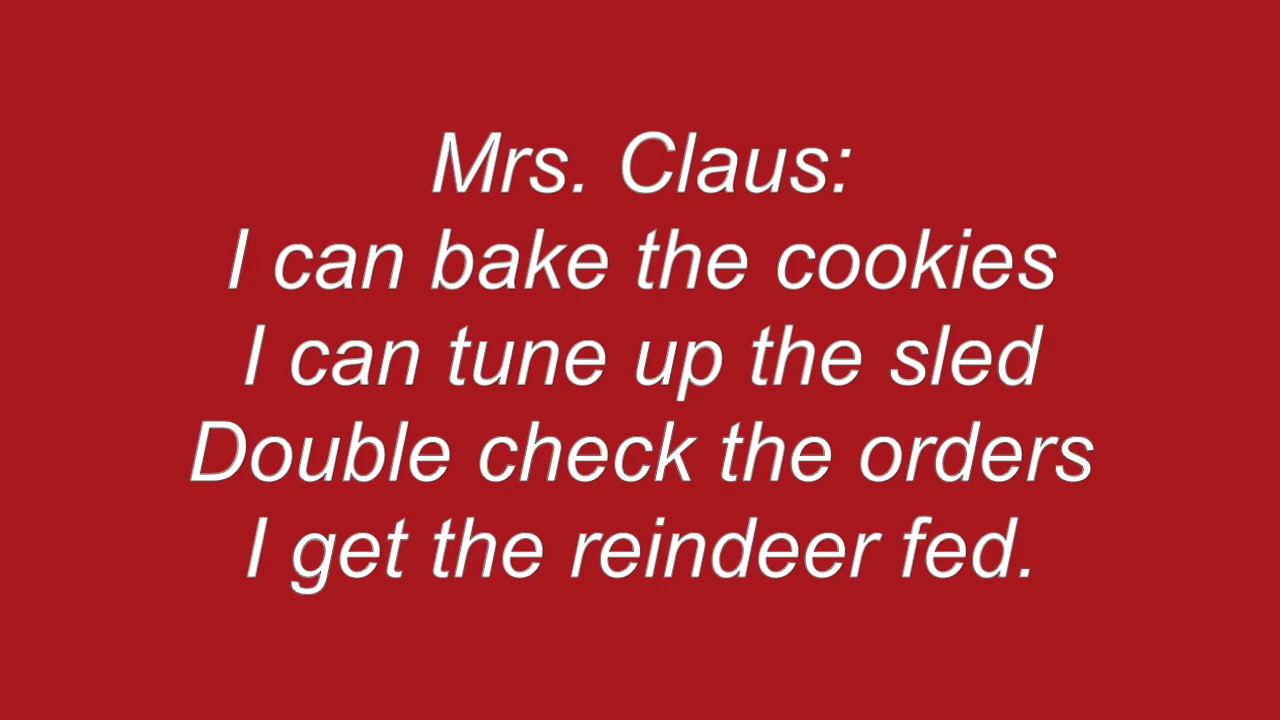 Mrs. Claus:
I can bake the cookies
I can tune up the sled
Double check the orders
I get the reindeer fed.